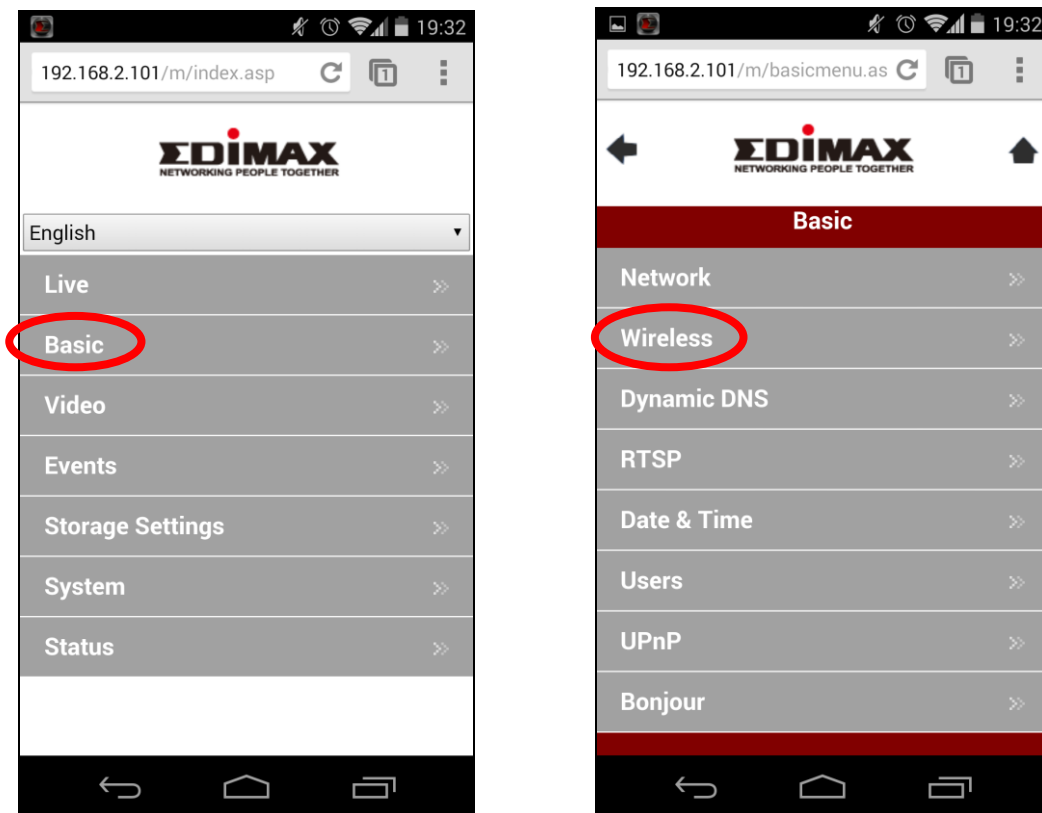 19:32
192.168.2.101/m/index.asp
1
EDIMAX
NETWORKING PEOPLE TOGETHER
English
Live
Basic
Video
Events
Storage Settings
System
Status
19:32
192.168.2.101/m/basicmenu.as
1
EDIMAX
NETWORKING PEOPLE TOGETHER
Basic
Network
Wireless
Dynamic DNS
RTSP
Date & Time
Users
UPnP
Bonjour